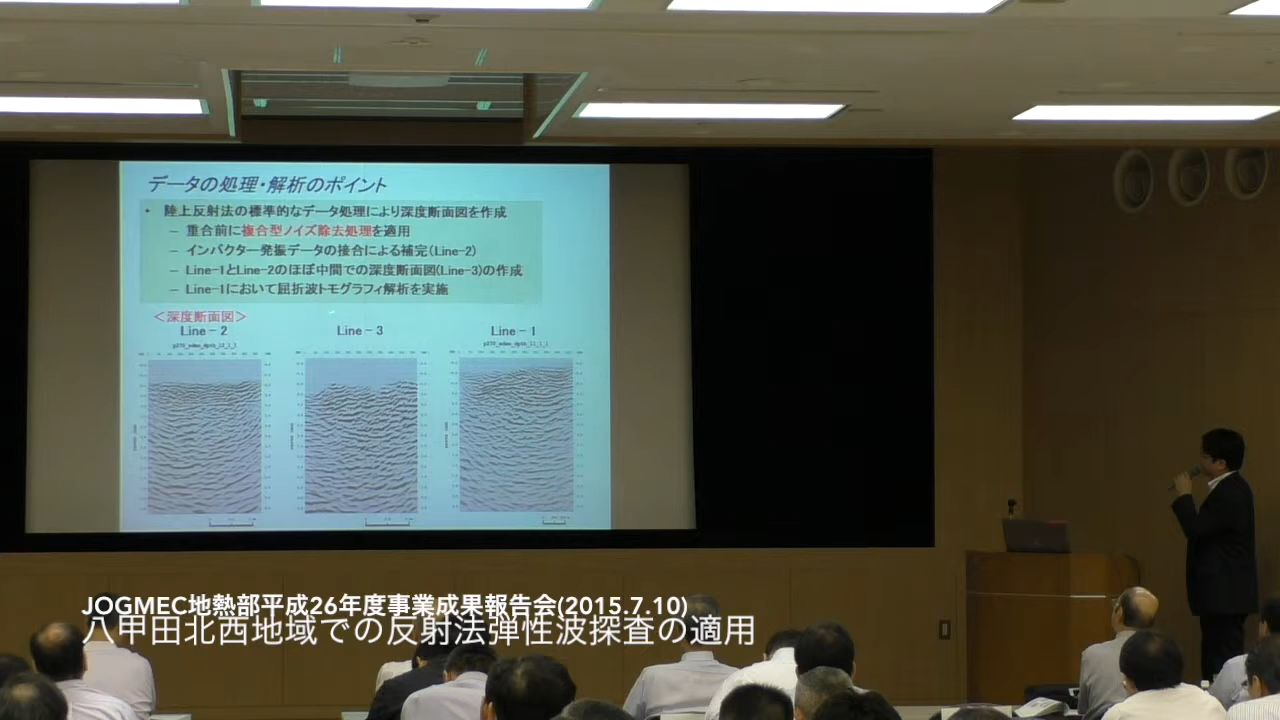 データの処理・解析のポイント
・ 陸上反射法の標準的なデータ処理により深度断面図を作成
－ 重合前に複合型ノイズ除去処理を適用
－ インパクター発振データの接合による補完(Line-2)
－ Line-1とLine-2のほぼ中間での深度断面図(Line-3)の作成
－ Line-1において屈折波トモグラフィ解析を実施
＜深度断面図＞
Line－2
Line－3
Line－1
JOGMEC地熱部平成26年度事業成果報告会(2015.7.10)
八甲田北西地域での反射法弾性波探査の適用